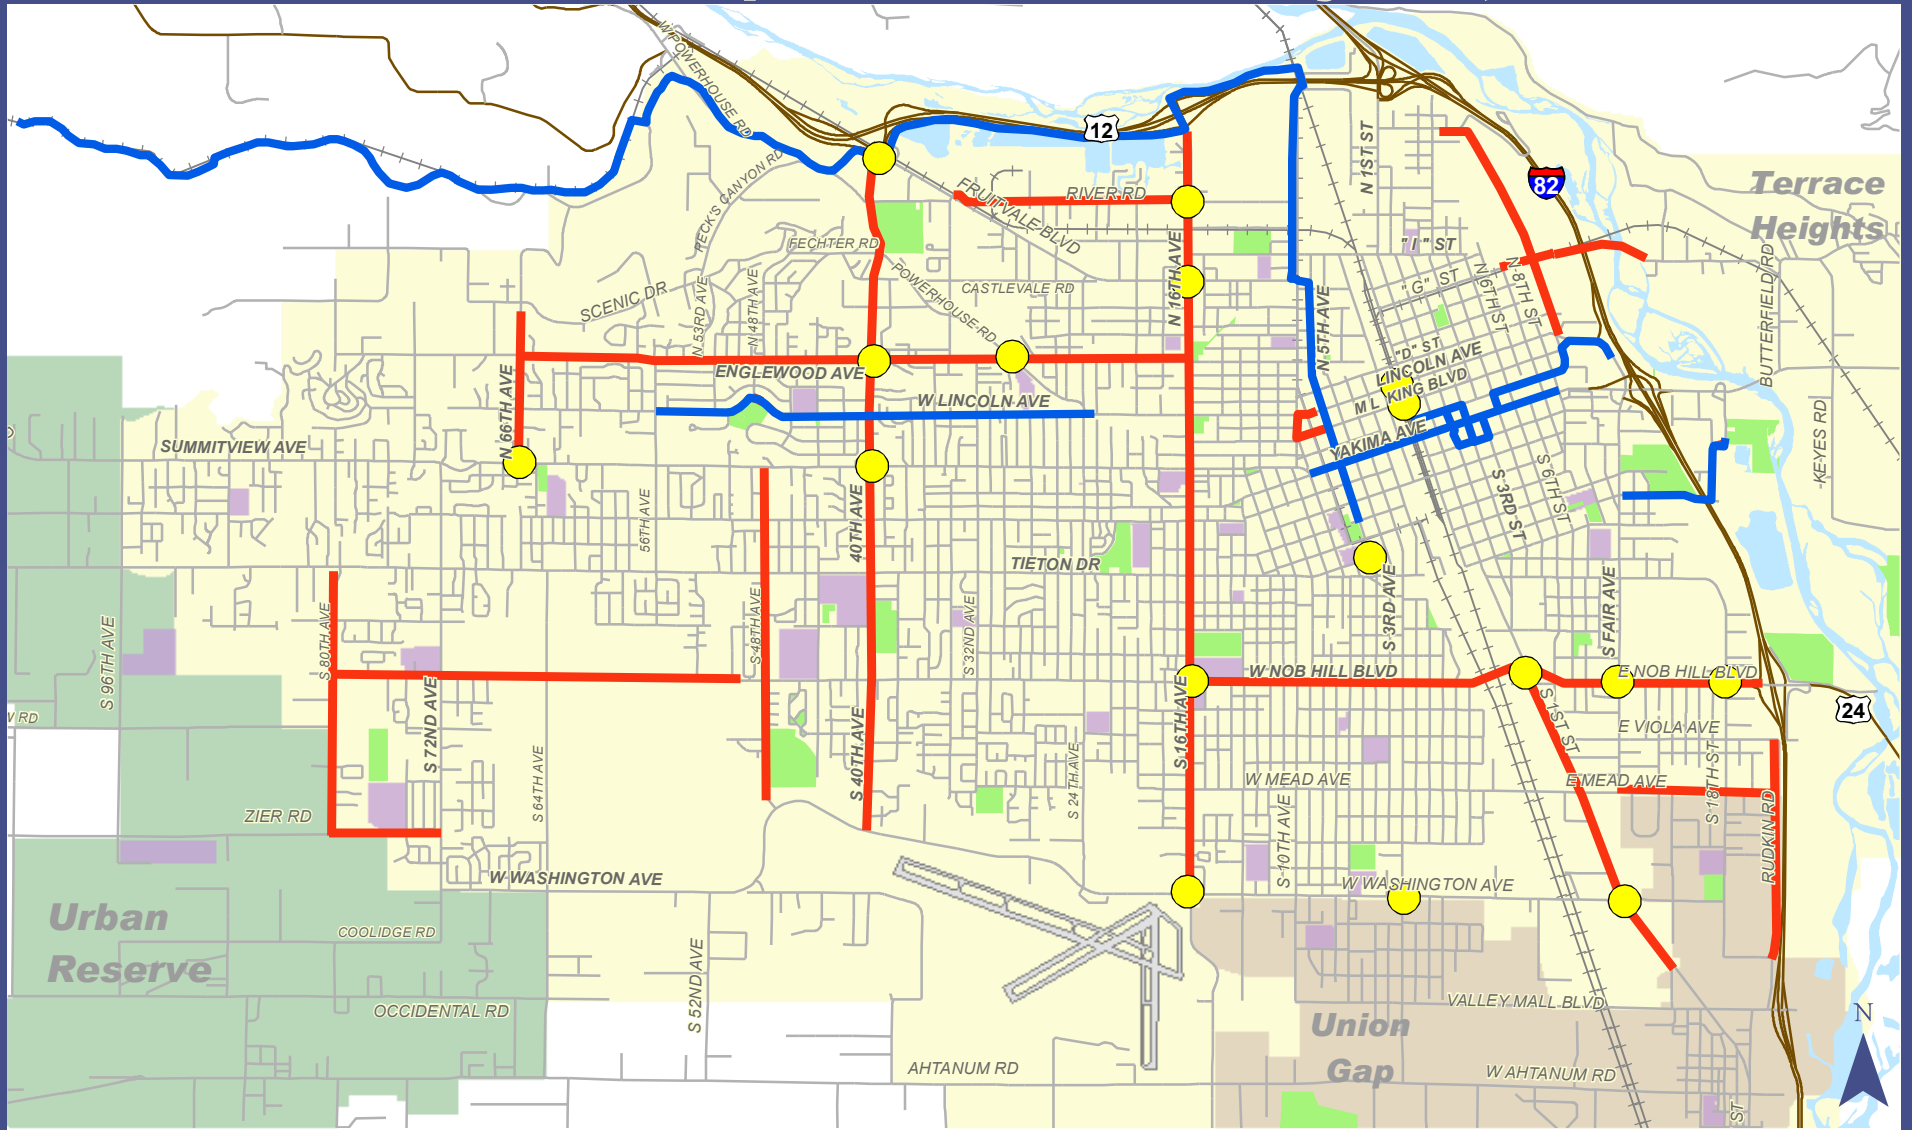 W POWERHOUSE RD
12
N 1ST ST
82
Terrace
Heights
PECK'S CANYON RD
FRUITVALE BLVD
RIVER RD
FECHTER RD
"I" ST
N 16TH AVE
BUTTERFIELD RD
POWERHOUSE RD
CASTLEVALE RD
"G" ST
N 6TH ST
N 8TH ST
SCENIC DR
N 53RD AVE
N 48TH AVE
N 5TH AVE
"D" ST
LINCOLN AVE
ENGLEWOOD AVE
M L KING BLVD
N 66TH AVE
W LINCOLN AVE
YAKIMA AVE
KEYES RD
SUMMITVIEW AVE
56TH AVE
40TH AVE
S 3RD ST
S 6TH ST
TIETON DR
S 3RD AVE
S FAIR AVE
S 96TH AVE
S 80TH AVE
S 48TH AVE
S 32ND AVE
W NOB HILL BLVD
E NOB HILL BLVD
S 72ND AVE
S 40TH AVE
S 16TH AVE
S 1ST ST
24
W RD
E VIOLA AVE
S 64TH AVE
S 24TH AVE
W MEAD AVE
E MEAD AVE
S 18TH ST
ZIER RD
S 10TH AVE
RUDKIN RD
W WASHINGTON AVE
W WASHINGTON AVE
Urban
Reserve
COOLIDGE RD
S 52ND AVE
OCCIDENTAL RD
VALLEY MALL BLVD
N
Union
Gap
AHTANUM RD
W AHTANUM RD
ST